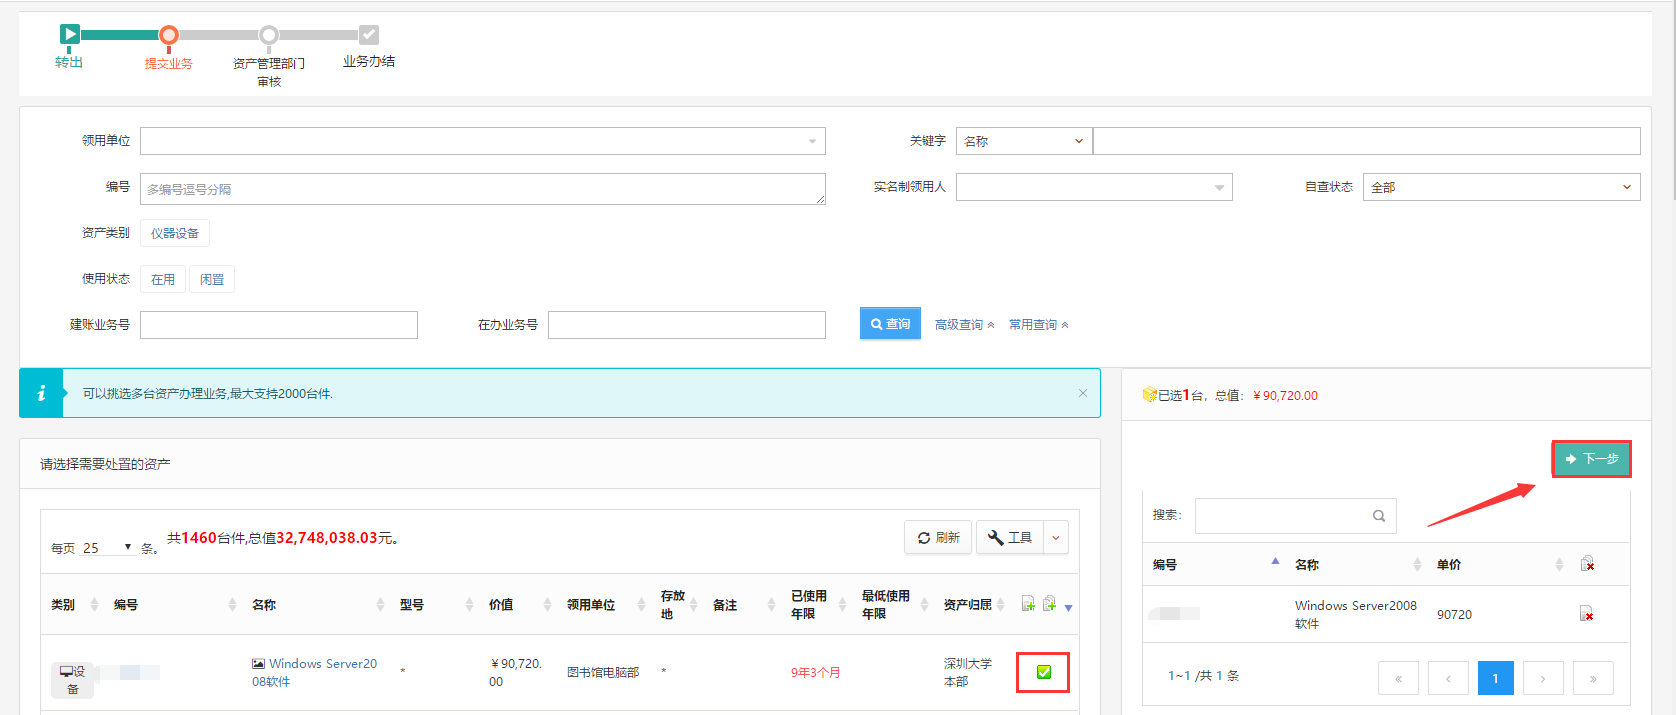 转出
提交业务
资产管理部门
审核
业务办结
领用单位
关键字 名称
编号 多编号逗号分隔
实名制领用人
自查状态 全部
资产类别 仪器设备
使用状态 在用 闲置
建账业务号
在办业务号
查询 高级查询 常用查询
i 可以挑选多台资产办理业务,最大支持2000台件. ×
已选1台，总值：￥90,720.00
请选择需要处置的资产
下一步
每页 25 条。 共1460台件,总值32,748,038.03元。
刷新 工具
搜索：
类别 编号 名称 型号 价值 领用单位 存放地 备注 已使用年限 最低使用年限 资产归属
编号 名称 单价
设备
Windows Server2008软件
*
￥90,720.00
图书馆电脑部
*
9年3个月
深圳大学本部
Windows Server2008
软件
90720
1~1 /共 1 条
« ‹ 1 › »